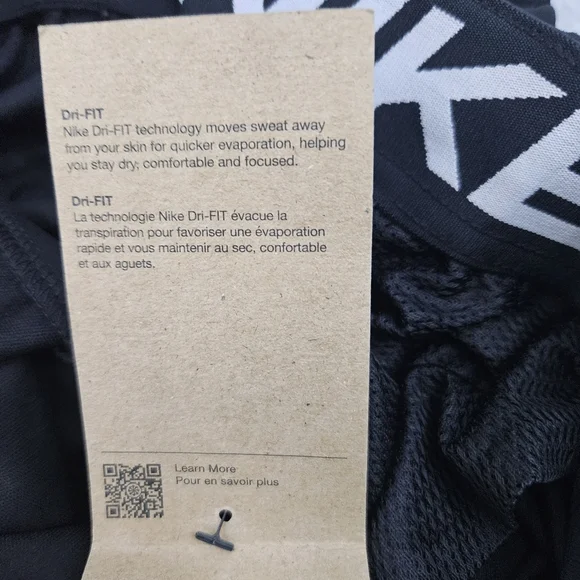 NIKE
Dri-FIT
Nike Dri-FIT technology moves sweat away
from your skin for quicker evaporation, helping
you stay dry, comfortable and focused.
Dri-FIT
La technologie Nike Dri-FIT évacue la
transpiration pour favoriser une évaporation
rapide et vous maintenir au sec, confortable
et aux aguets.
Learn More
Pour en savoir plus